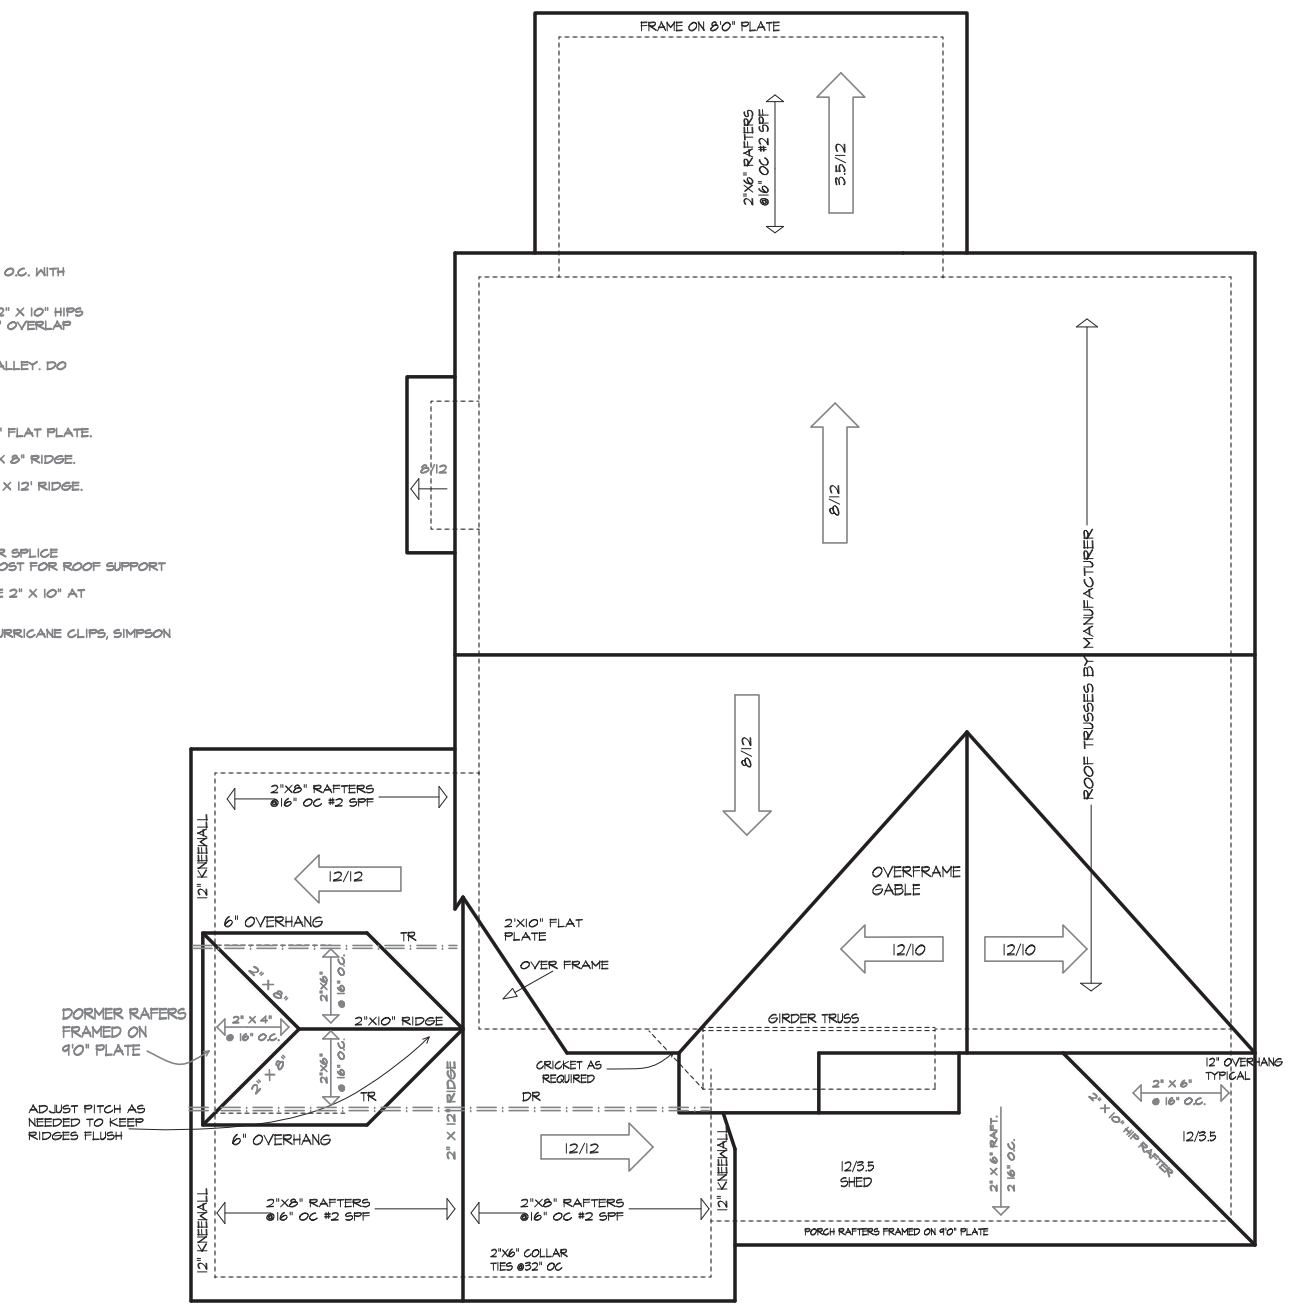 FRAME ON 8'0" PLATE
2"X6" RAFTERS
@16" OC #2 SPF
3.5/12
O.C. WITH
2" X 10" HIPS
" OVERLAP
ALLEY. DO
" FLAT PLATE.
X 8" RIDGE.
X 12' RIDGE.
R SPLICE
OST FOR ROOF SUPPORT
E 2" X 10" AT
URRICANE CLIPS, SIMPSON
8/12
8/12
ROOF TRUSSES BY MANUFACTURER
8/12
2"X8" RAFTERS
@16" OC #2 SPF
12" KNEEWALL
12/12
6" OVERHANG
TR
2'X10" FLAT
PLATE
OVER FRAME
OVERFRAME
GABLE
12/10
12/10
2" X 8"
2"X6"
@ 16" O.C.
DORMER RAFERS
FRAMED ON
9'0" PLATE
2" X 4"
@ 16" O.C.
2"X10" RIDGE
GIRDER TRUSS
2" X 8"
2"X6"
@ 16" O.C.
CRICKET AS
REQUIRED
12" OVERHANG
TYPICAL
2" X 6"
@ 16" O.C.
ADJUST PITCH AS
NEEDED TO KEEP
RIDGES FLUSH
TR
DR
2" X 12" RIDGE
6" OVERHANG
12/12
12" KNEEWALL
12/3.5
SHED
2" X 6" RAFT.
2 16" O.C.
2" X 10" HIP RAFTER
12/3.5
12" KNEEWALL
2"X8" RAFTERS
@16" OC #2 SPF
2"X8" RAFTERS
@16" OC #2 SPF
PORCH RAFTERS FRAMED ON 9'0" PLATE
2"X6" COLLAR
TIES @32" OC